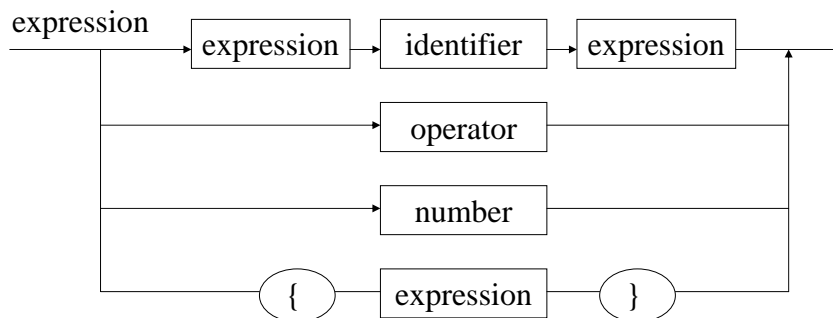 expression
expression identifier expression
operator
number
{ expression }